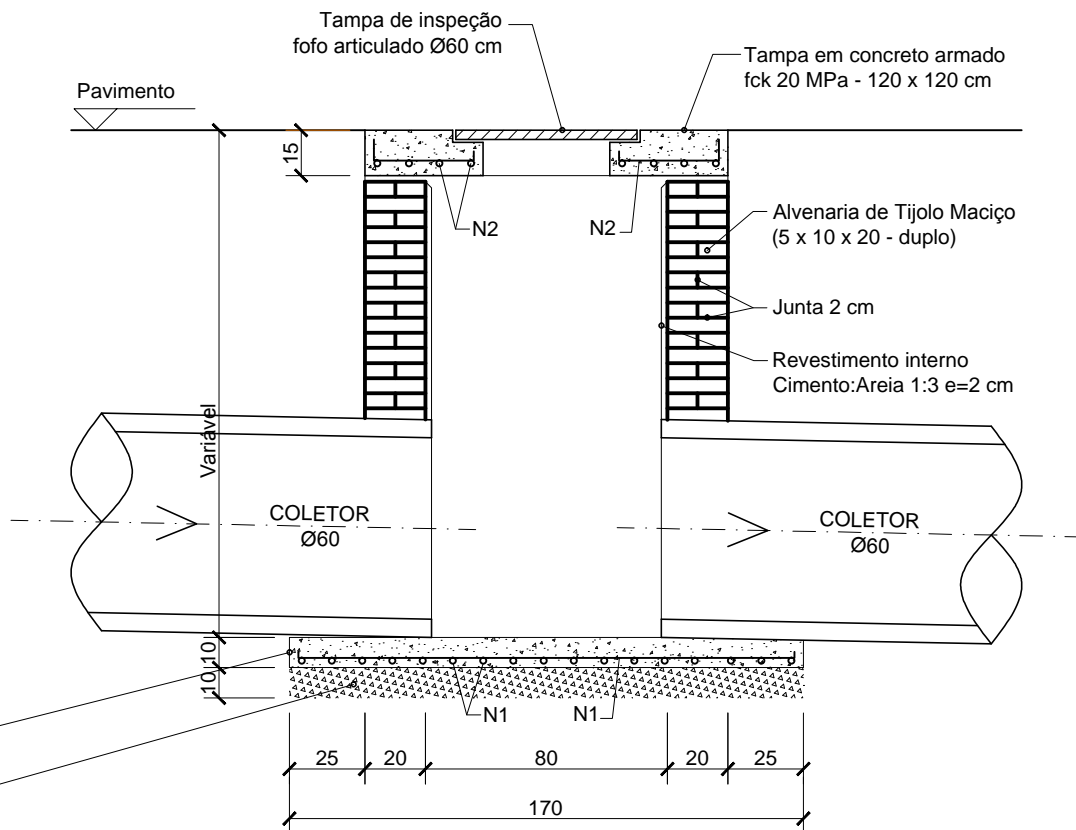 Tampa de inspeção
fofo articulado Ø60 cm
Tampa em concreto armado
fck 20 MPa - 120 x 120 cm
Pavimento
15
N2
N2
Alvenaria de Tijolo Maciço
(5 x 10 x 20 - duplo)
Junta 2 cm
Revestimento interno
Cimento:Areia 1:3 e=2 cm
Variável
COLETOR
Ø60
COLETOR
Ø60
10
10
N1
N1
25
20
80
20
25
170